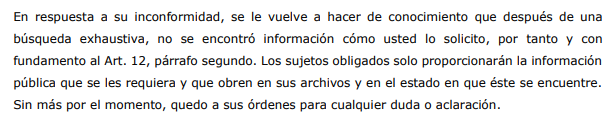 En respuesta a su inconformidad, se le vuelve a hacer de conocimiento que después de una
búsqueda exhaustiva, no se encontró información cómo usted lo solicito, por tanto y con
fundamento al Art. 12, párrafo segundo. Los sujetos obligados solo proporcionarán la información
pública que se les requiera y que obren en sus archivos y en el estado en que éste se encuentre.
Sin más por el momento, quedo a sus órdenes para cualquier duda o aclaración.